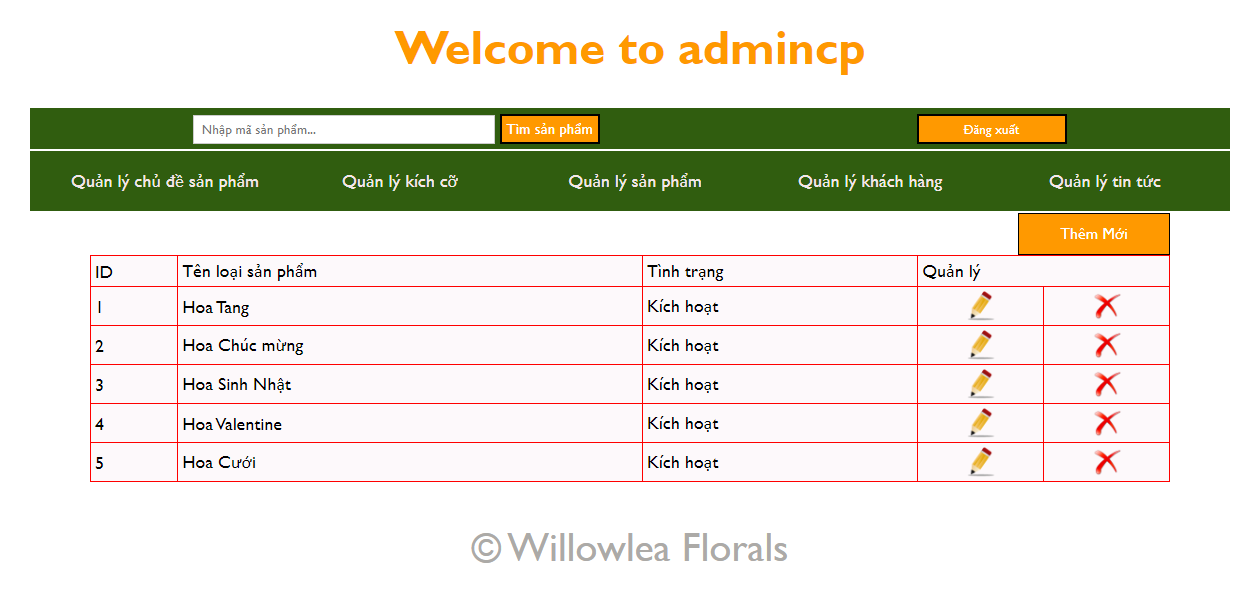 Welcome to admincp
Nhập mã sản phẩm... Tìm sản phẩm Đăng xuất
Quản lý chủ đề sản phẩm Quản lý kích cỡ Quản lý sản phẩm Quản lý khách hàng Quản lý tin tức
Thêm Mới
ID Tên loại sản phẩm Tình trạng Quản lý
1 Hoa Tang Kích hoạt
2 Hoa Chúc mừng Kích hoạt
3 Hoa Sinh Nhật Kích hoạt
4 Hoa Valentine Kích hoạt
5 Hoa Cưới Kích hoạt
© Willowlea Florals